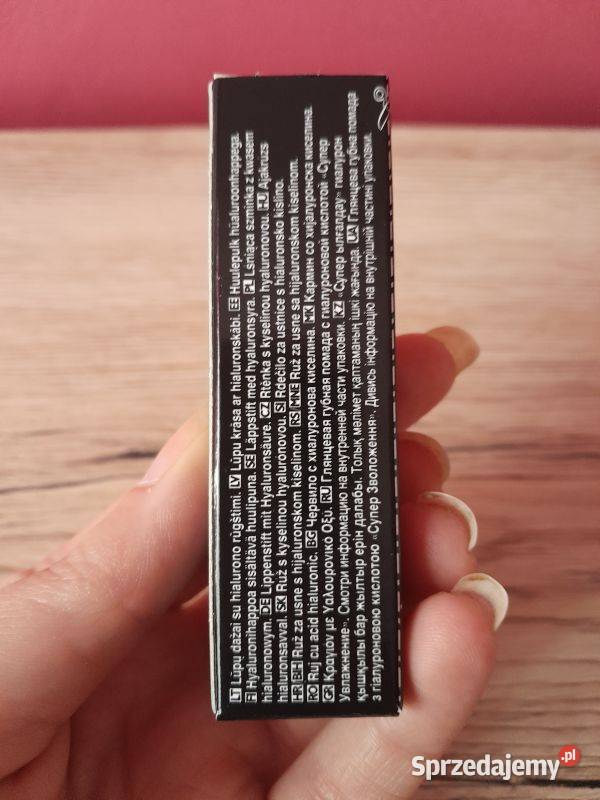 LT Lūpų dažai su hialurono rūgštimi. LV Lūpu krāsa ar hialuronskābi. EE Huulepulk hüaluroonhappega.
FI Hyaluronihappoa sisältävä huulipuna. SE Läppstift med hyaluronsyra. PL Lśniąca szminka z kwasem
hialuronowym. DE Lippenstift mit Hyaluronsäure. CZ Rtěnka s kyselinou hyaluronovou. HU Ajakrúzs
hialuronsavval. SK Rúž s kyselinou hyalurónovou. SI Rdečilo za ustnice s hialuronsko kislino.
HR BIH Ruž za usne s hijaluronskom kiselinom. RS MNE Ruž za usne sa hijaluronskom kiselinom.
RO Ruj cu acid hialuronic. BG Червило с хиалуронова киселина. MK Кармин со хијалуронска киселина.
GR Κραγιον με Υαλουρονικό Οξύ. RU Глянцевая губная помада с гиалуроновой кислотой «Супер
Увлажнение». Смотри информацию на внутренней части упаковки. KZ «Супер ылғалдау» гиалурон
қышқылы бар жылтыр ерін далабы. Толық мәлімет қаптаманың ішкі жағында. UA Глянцева губна помада
з гіалуроновою кислотою «Супер Зволоження». Дивись інформацію на внутрішній частині упаковки.
Sprzedajemy.pl